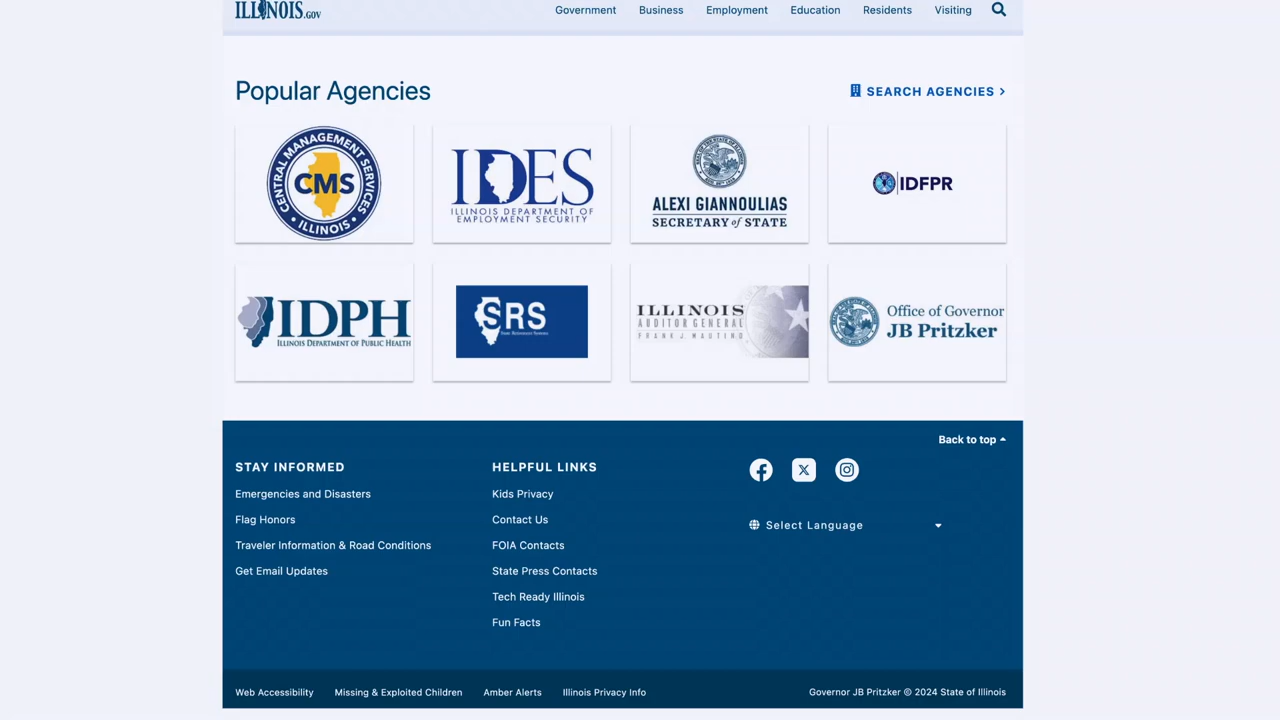 ILLINOIS.GOV
Government Business Employment Education Residents Visiting
Popular Agencies
SEARCH AGENCIES
CENTRAL MANAGEMENT SERVICES
CMS
ILLINOIS
IDES
ILLINOIS DEPARTMENT OF
EMPLOYMENT SECURITY
ALEXI GIANNOULIAS
SECRETARY of STATE
IDFPR
IDPH
ILLINOIS DEPARTMENT OF PUBLIC HEALTH
SRS
State Retirement Systems
ILLINOIS
AUDITOR GENERAL
FRANK J. MAUTINO
Office of Governor
JB Pritzker
Back to top
STAY INFORMED
Emergencies and Disasters
Flag Honors
Traveler Information & Road Conditions
Get Email Updates
HELPFUL LINKS
Kids Privacy
Contact Us
FOIA Contacts
State Press Contacts
Tech Ready Illinois
Fun Facts
Select Language
Web Accessibility Missing & Exploited Children Amber Alerts Illinois Privacy Info
Governor JB Pritzker © 2024 State of Illinois